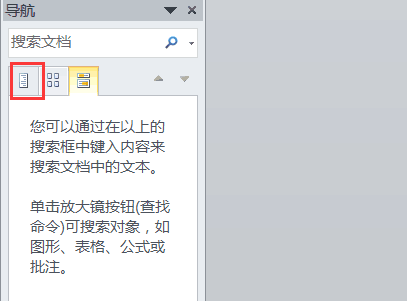 导航
搜索文档
您可以通过在以上的
搜索框中键入内容来
搜索文档中的文本。
单击放大镜按钮(查找
命令)可搜索对象，如
图形、表格、公式或
批注。